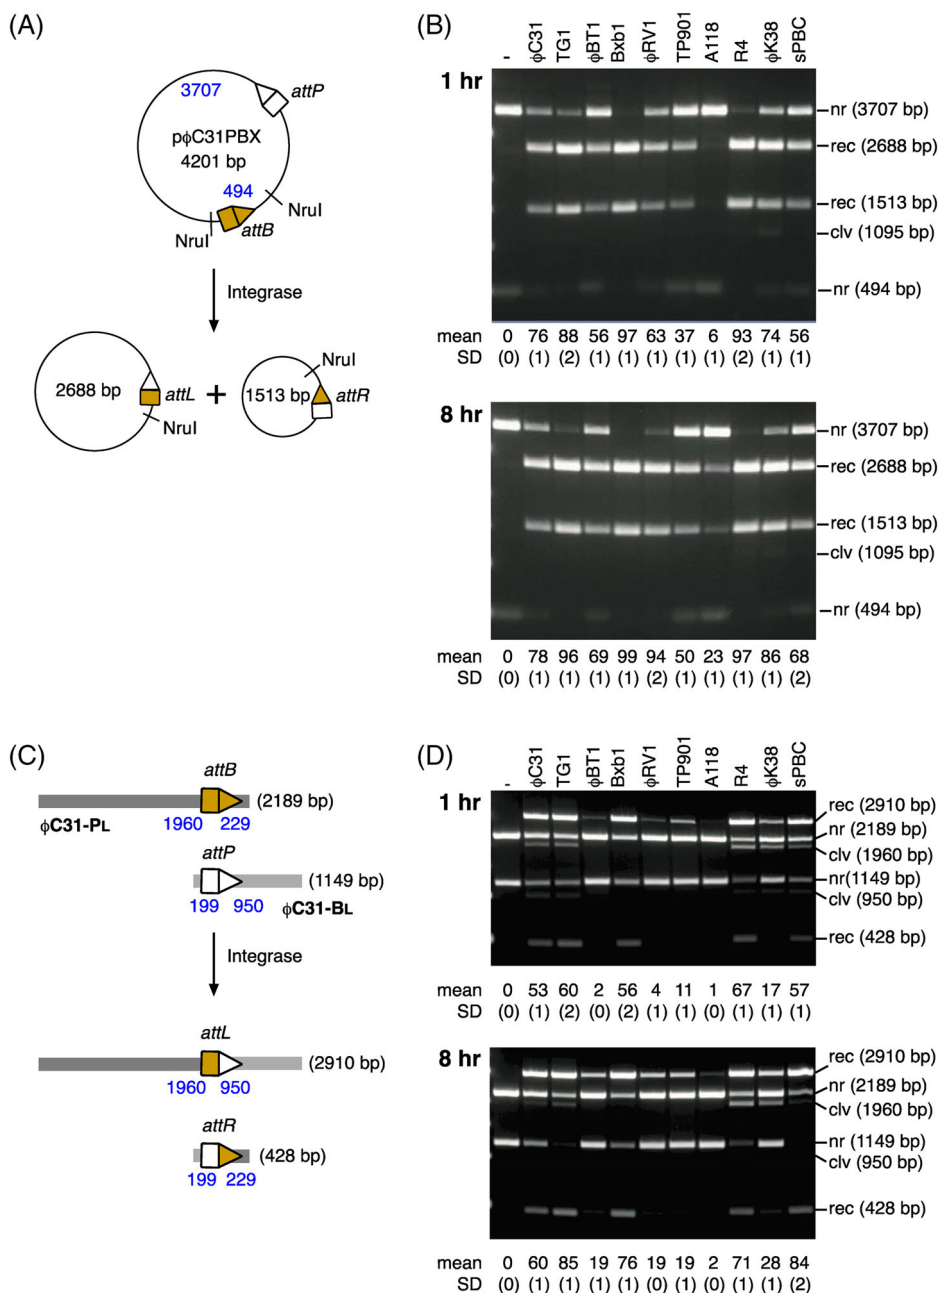 (A)
attP
3707
pφC31PBX
4201 bp
494
NruI
attB
NruI
Integrase
NruI
2688 bp
attL
+
1513 bp
attR
NruI
(B)
- φC31 TG1 φBT1 Bxb1 φRV1 TP901 A118 R4 φK38 sPBC
1 hr
nr (3707 bp)
rec (2688 bp)
rec (1513 bp)
clv (1095 bp)
nr (494 bp)
mean 0 76 88 56 97 63 37 6 93 74 56
SD (0) (1) (2) (1) (1) (1) (1) (1) (2) (1) (1)
8 hr
nr (3707 bp)
rec (2688 bp)
rec (1513 bp)
clv (1095 bp)
nr (494 bp)
mean 0 78 96 69 99 94 50 23 97 86 68
SD (0) (1) (1) (1) (1) (2) (1) (1) (1) (1) (2)
(C)
attB
(2189 bp)
φC31-PL
1960 229
attP
(1149 bp)
199 950
φC31-BL
Integrase
attL
(2910 bp)
1960 950
attR
(428 bp)
199 229
(D)
- φC31 TG1 φBT1 Bxb1 φRV1 TP901 A118 R4 φK38 sPBC
1 hr
rec (2910 bp)
nr (2189 bp)
clv (1960 bp)
nr(1149 bp)
clv (950 bp)
rec (428 bp)
mean 0 53 60 2 56 4 11 1 67 17 57
SD (0) (1) (2) (0) (2) (1) (1) (0) (1) (1) (1)
8 hr
rec (2910 bp)
nr (2189 bp)
clv (1960 bp)
nr (1149 bp)
clv (950 bp)
rec (428 bp)
mean 0 60 85 19 76 19 19 2 71 28 84
SD (0) (1) (1) (1) (1) (0) (1) (0) (1) (1) (2)